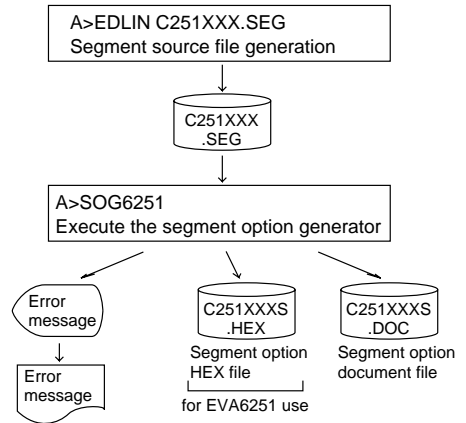 A>EDLIN C251XXX.SEG
Segment source file generation
C251XXX
.SEG
A>SOG6251
Execute the segment option generator
Error
message
Error
message
C251XXXS
.HEX
Segment option
HEX file
for EVA6251 use
C251XXXS
.DOC
Segment option
document file